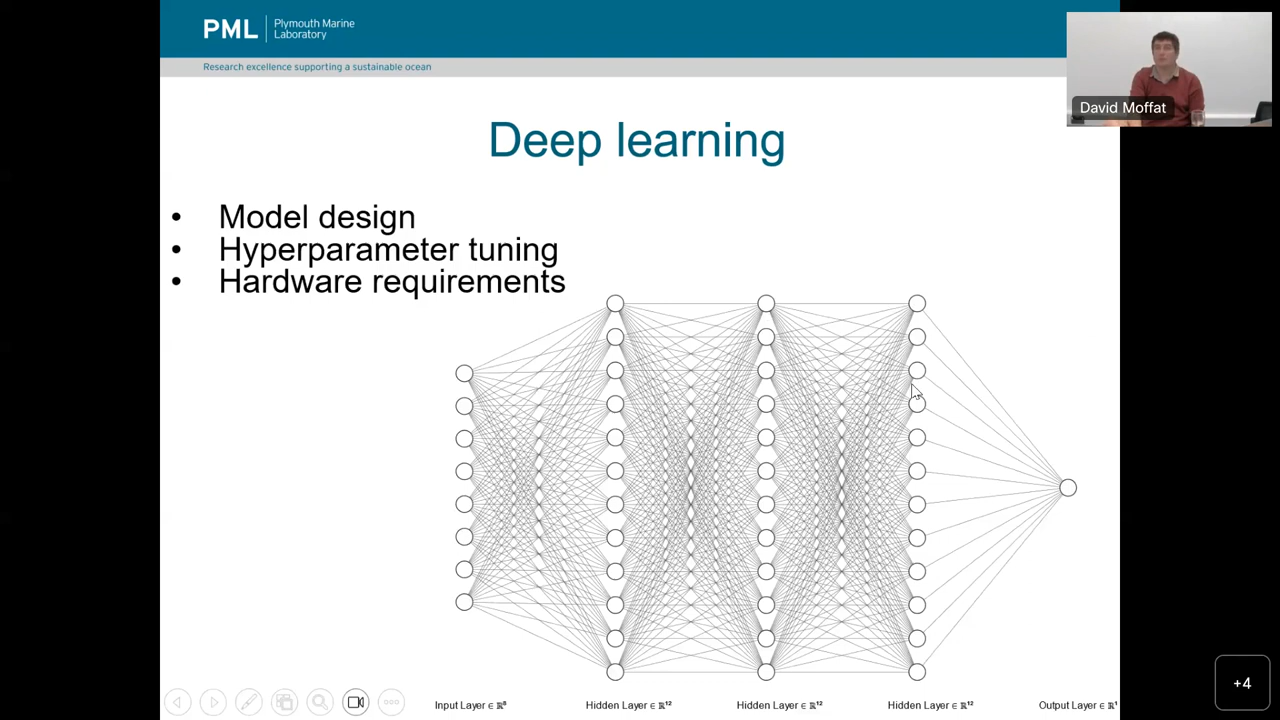 PML
Plymouth Marine
Laboratory
Research excellence supporting a sustainable ocean
David Moffat
Deep learning
• Model design
• Hyperparameter tuning
• Hardware requirements
Input Layer ∈ ℝ⁸
Hidden Layer ∈ ℝ¹²
Hidden Layer ∈ ℝ¹²
Hidden Layer ∈ ℝ¹²
Output Layer ∈ ℝ¹
+4